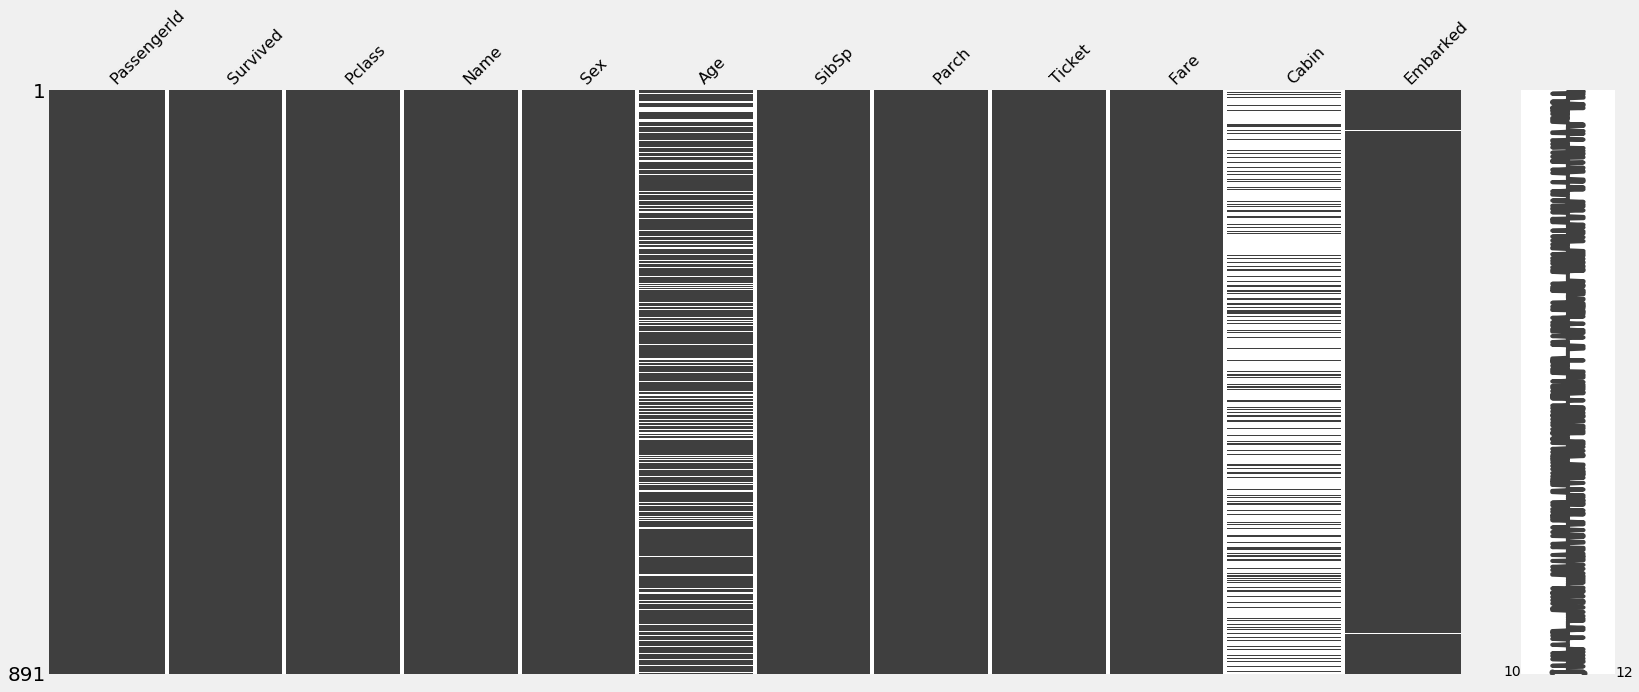 PassengerId Survived Pclass Name Sex Age SibSp Parch Ticket Fare Cabin Embarked
1
891
10 12